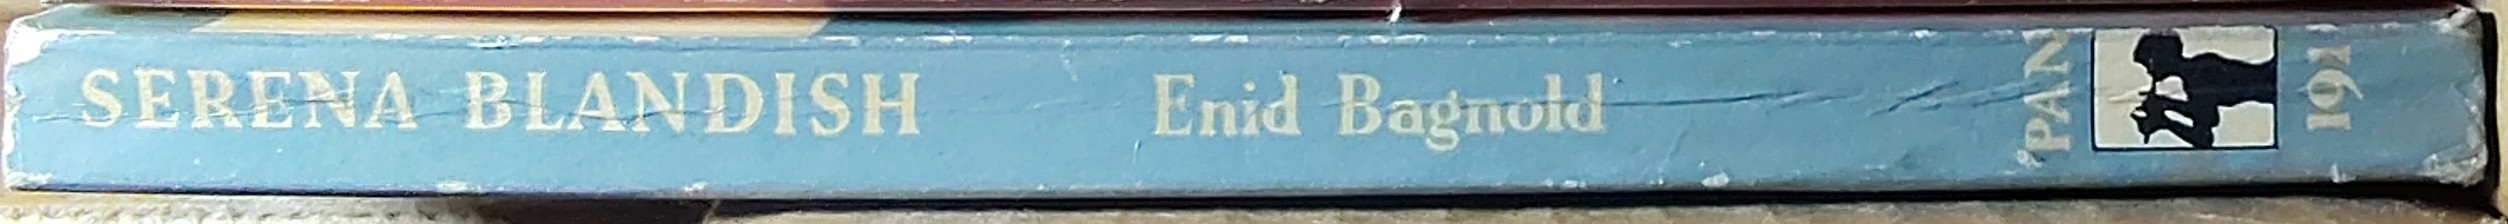 SERENA BLANDISH
Enid Bagnold
PAN
191